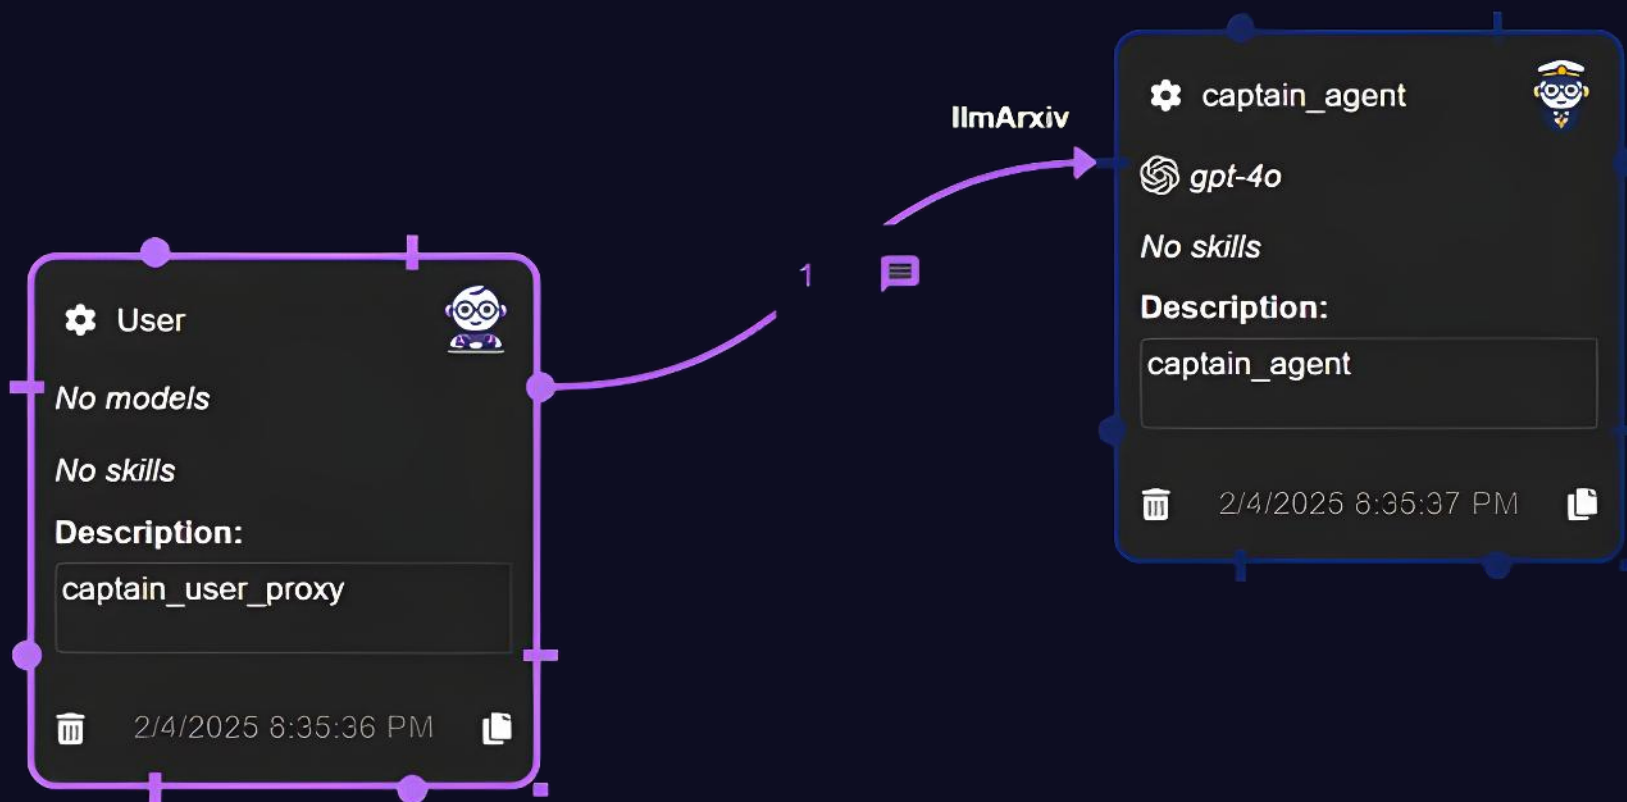 User
No models
No skills
Description:
captain_user_proxy
2/4/2025 8:35:36 PM
1
llmArxiv
captain_agent
gpt-4o
No skills
Description:
captain_agent
2/4/2025 8:35:37 PM